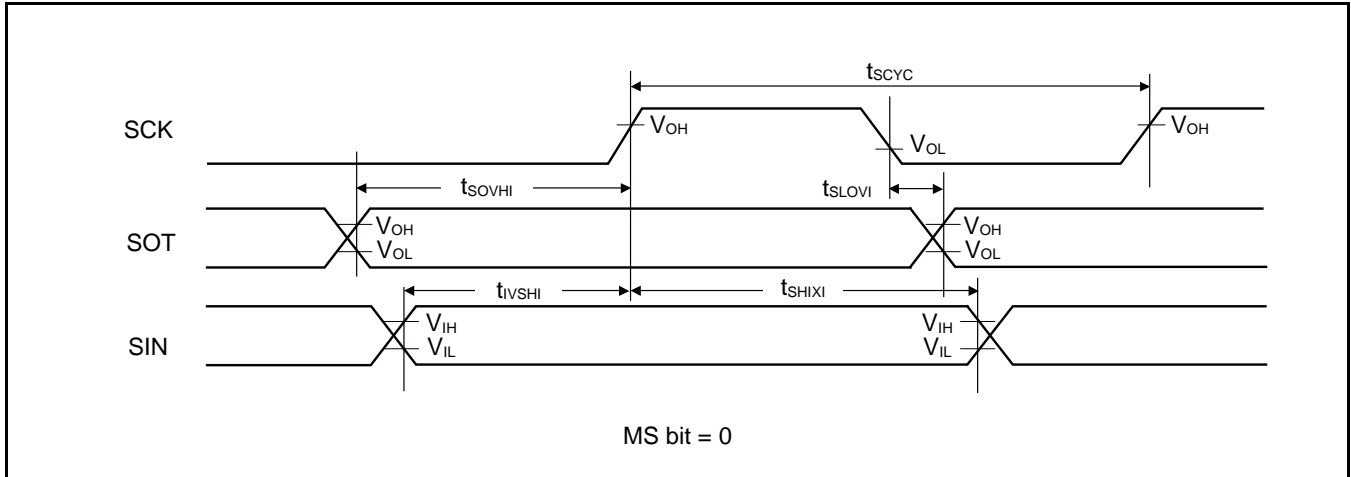 tSCYC
SCK
VOH
VOL
VOH
tSOVHI
tSLOVI
SOT
VOH
VOL
VOH
VOL
tIVSHI
tSHIXI
SIN
VIH
VIL
VIH
VIL
MS bit = 0